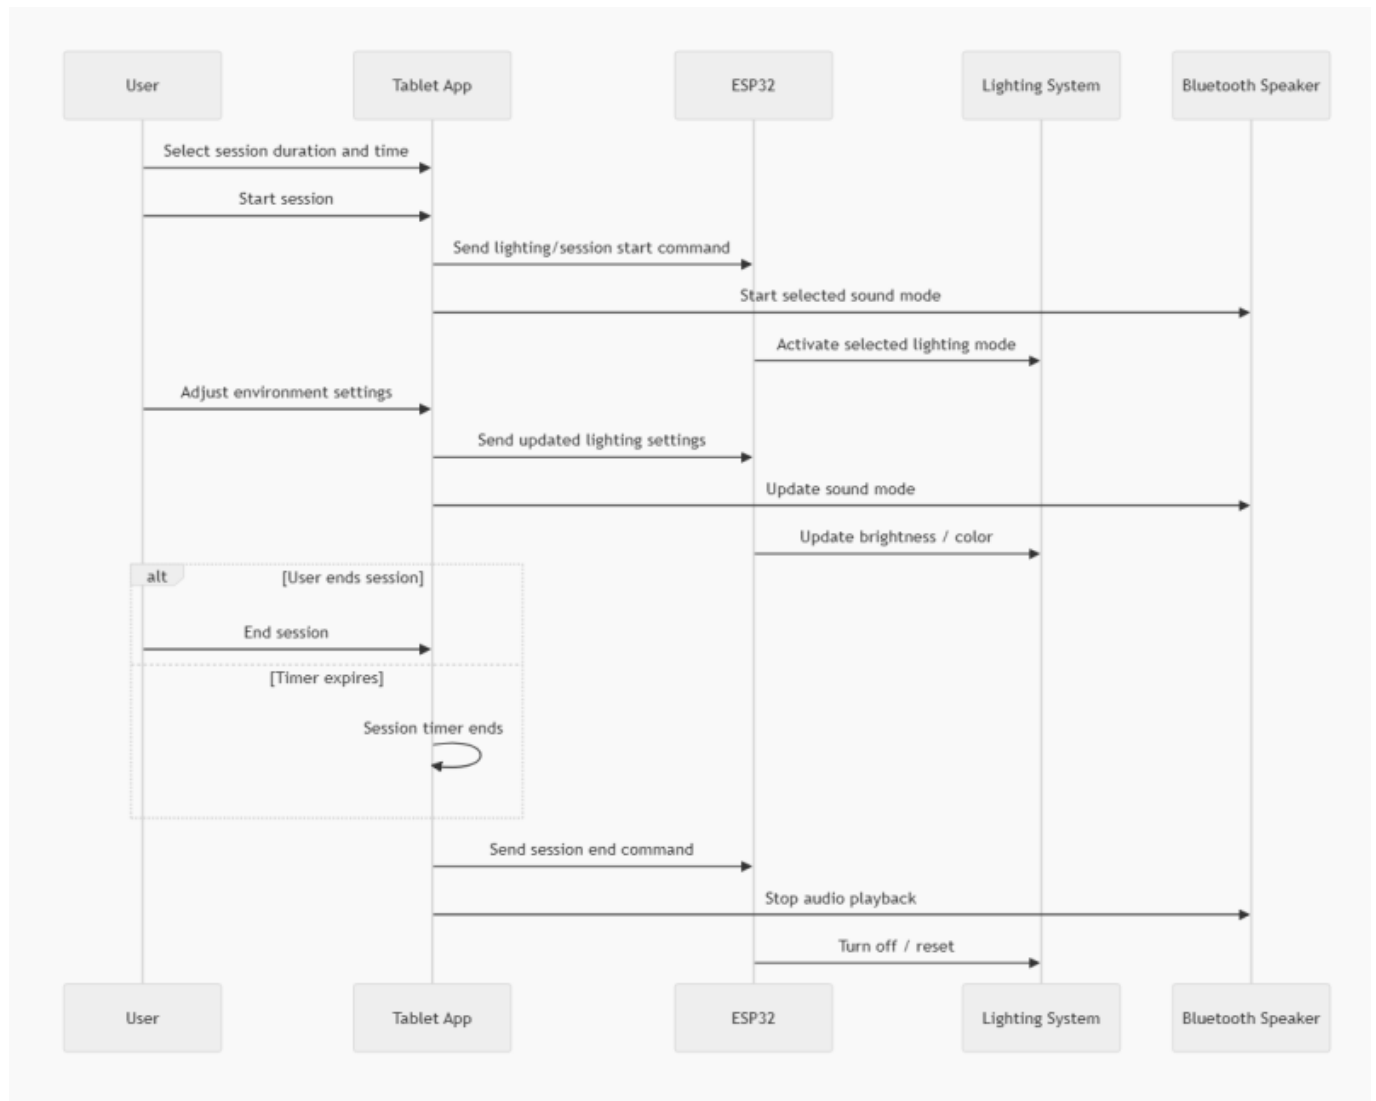 User
Tablet App
ESP32
Lighting System
Bluetooth Speaker
Select session duration and time
Start session
Send lighting/session start command
Start selected sound mode
Activate selected lighting mode
Adjust environment settings
Send updated lighting settings
Update sound mode
Update brightness / color
alt
[User ends session]
End session
[Timer expires]
Session timer ends
Send session end command
Stop audio playback
Turn off / reset
User
Tablet App
ESP32
Lighting System
Bluetooth Speaker